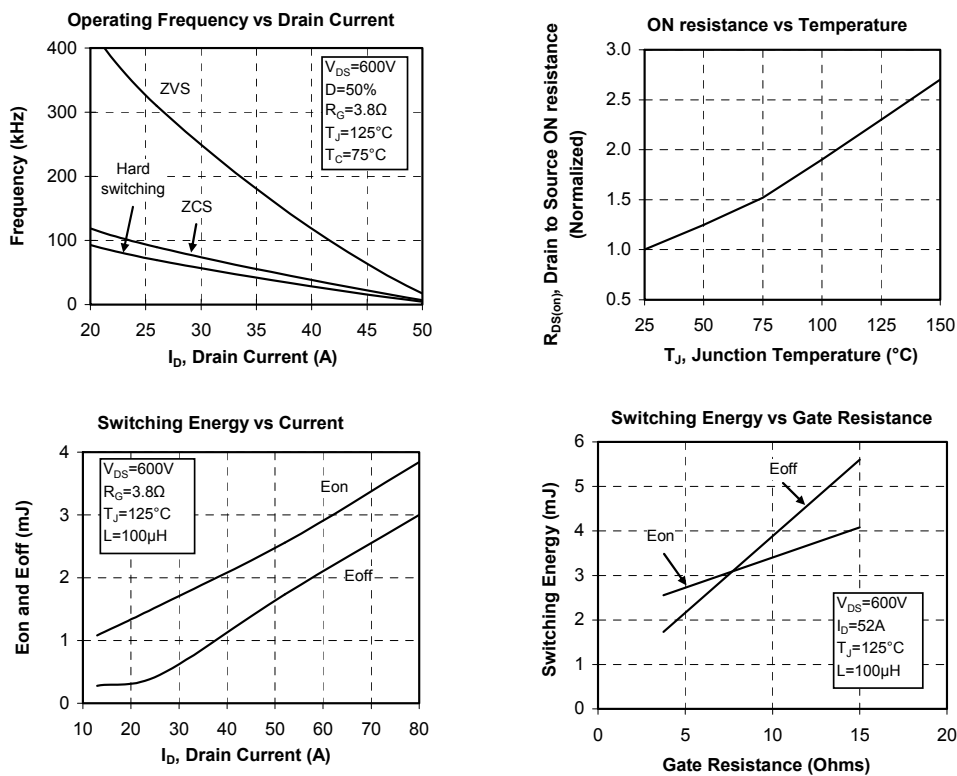 Operating Frequency vs Drain Current
Frequency (kHz)
400
300
200
100
0
ZVS
Hard
switching
ZCS
V_DS=600V
D=50%
R_G=3.8Ω
T_J=125°C
T_C=75°C
20 25 30 35 40 45 50
I_D, Drain Current (A)
ON resistance vs Temperature
R_DS(on), Drain to Source ON resistance
(Normalized)
3.0
2.5
2.0
1.5
1.0
0.5
25 50 75 100 125 150
T_J, Junction Temperature (°C)
Switching Energy vs Current
Eon and Eoff (mJ)
4
3
2
1
0
V_DS=600V
R_G=3.8Ω
T_J=125°C
L=100µH
Eon
Eoff
10 20 30 40 50 60 70 80
I_D, Drain Current (A)
Switching Energy vs Gate Resistance
Switching Energy (mJ)
6
5
4
3
2
1
0
Eoff
Eon
V_DS=600V
I_D=52A
T_J=125°C
L=100µH
0 5 10 15 20
Gate Resistance (Ohms)